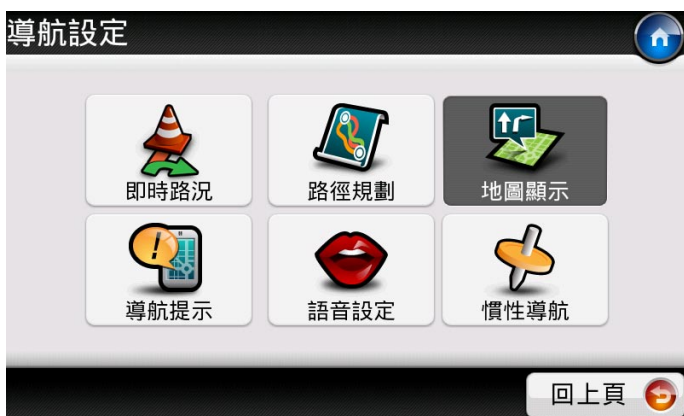 導航設定
即時路況
路徑規劃
地圖顯示
導航提示
語音設定
慣性導航
回上頁